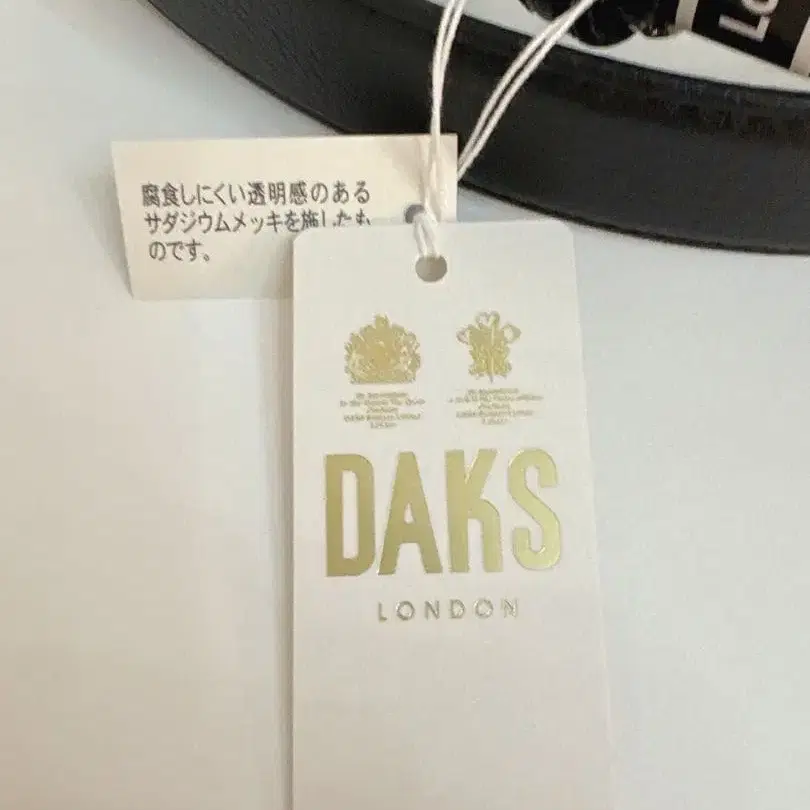 腐食しにくい透明感のある
サダジウムメッキを施したも
のです。
DAKS
LONDON
LO